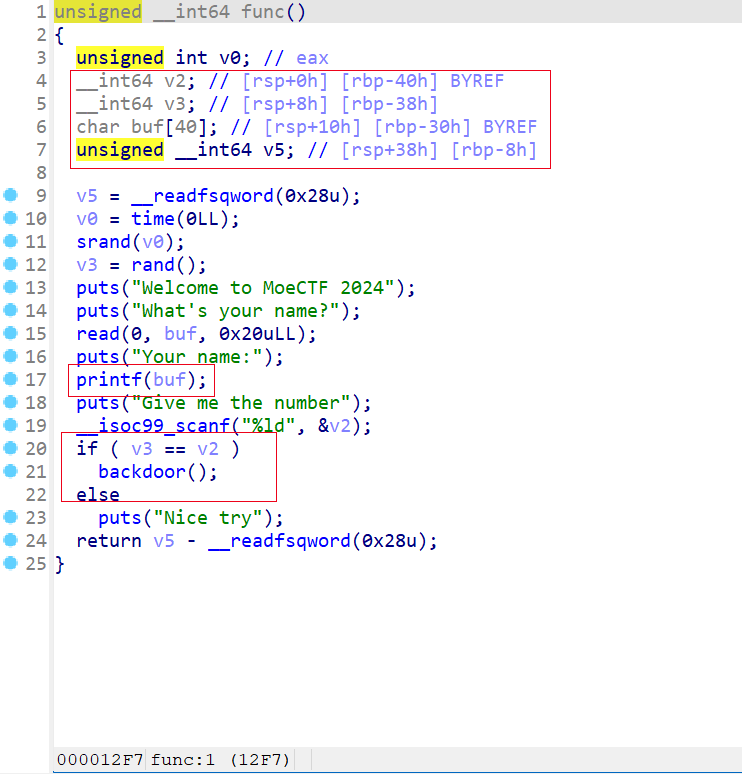 1 unsigned __int64 func()
2 {
3 unsigned int v0; // eax
4 __int64 v2; // [rsp+0h] [rbp-40h] BYREF
5 __int64 v3; // [rsp+8h] [rbp-38h]
6 char buf[40]; // [rsp+10h] [rbp-30h] BYREF
7 unsigned __int64 v5; // [rsp+38h] [rbp-8h]
8
9 v5 = __readfsqword(0x28u);
10 v0 = time(0LL);
11 srand(v0);
12 v3 = rand();
13 puts("Welcome to MoeCTF 2024");
14 puts("What's your name?");
15 read(0, buf, 0x20uLL);
16 puts("Your name:");
17 printf(buf);
18 puts("Give me the number");
19 __isoc99_scanf("%ld", &v2);
20 if ( v3 == v2 )
21 backdoor();
22 else
23 puts("Nice try");
24 return v5 - __readfsqword(0x28u);
25 }
000012F7 func:1 (12F7)